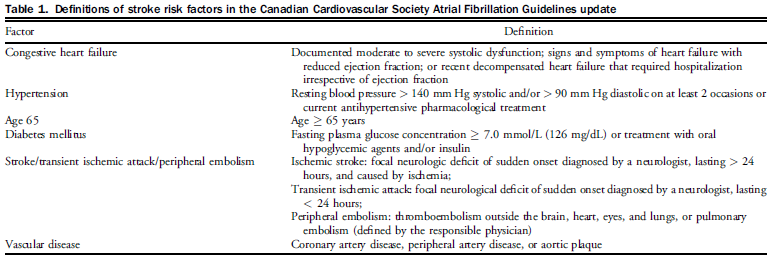 Table 1. Definitions of stroke risk factors in the Canadian Cardiovascular Society Atrial Fibrillation Guidelines update
Factor Definition
Congestive heart failure Documented moderate to severe systolic dysfunction; signs and symptoms of heart failure with
reduced ejection fraction; or recent decompensated heart failure that required hospitalization
irrespective of ejection fraction
Hypertension Resting blood pressure > 140 mm Hg systolic and/or > 90 mm Hg diastolic on at least 2 occasions or
current antihypertensive pharmacological treatment
Age 65 Age ≥ 65 years
Diabetes mellitus Fasting plasma glucose concentration ≥ 7.0 mmol/L (126 mg/dL) or treatment with oral
hypoglycemic agents and/or insulin
Stroke/transient ischemic attack/peripheral embolism Ischemic stroke: focal neurologic deficit of sudden onset diagnosed by a neurologist, lasting > 24
hours, and caused by ischemia;
Transient ischemic attack: focal neurological deficit of sudden onset diagnosed by a neurologist, lasting
< 24 hours;
Peripheral embolism: thromboembolism outside the brain, heart, eyes, and lungs, or pulmonary
embolism (defined by the responsible physician)
Vascular disease Coronary artery disease, peripheral artery disease, or aortic plaque